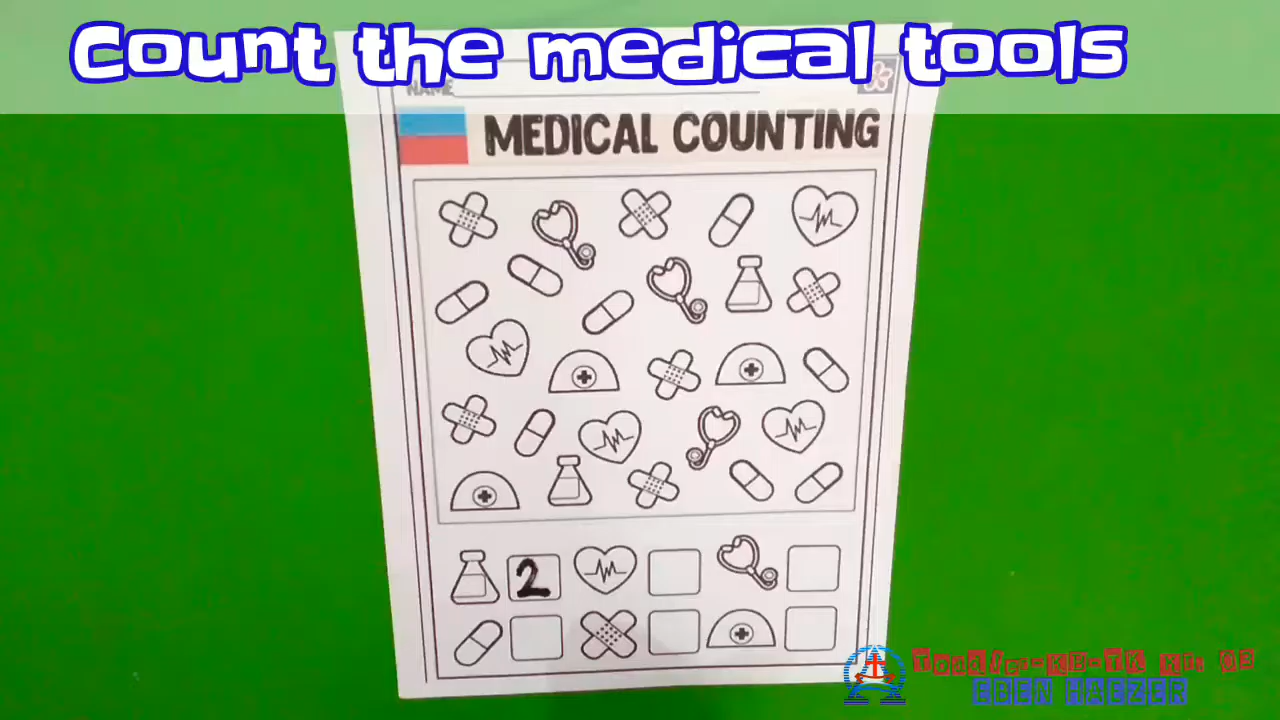 Count the medical tools
NAME
MEDICAL COUNTING
2
EBEN HAEZER